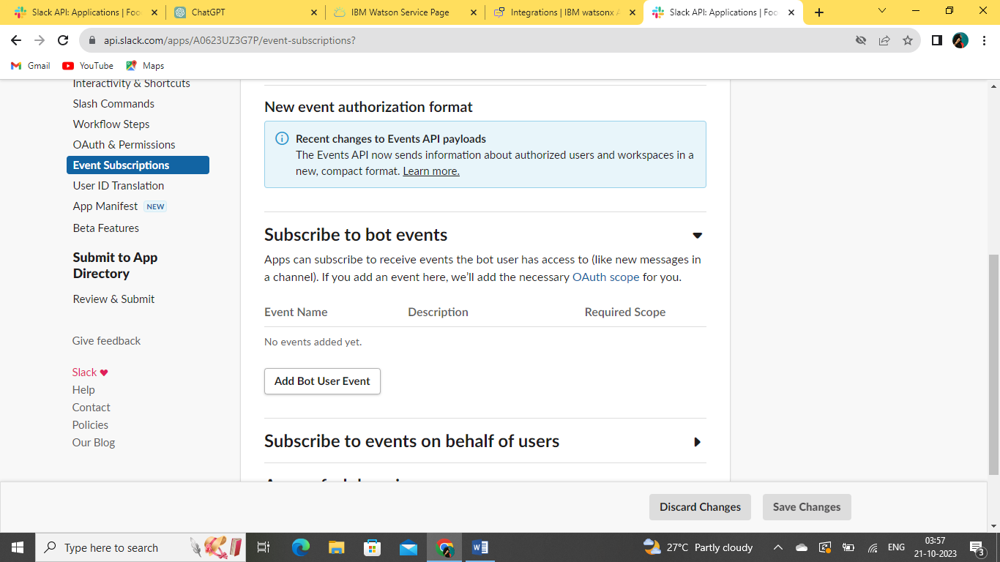 Slack API: Applications | Foo
ChatGPT
IBM Watson Service Page
Integrations | IBM watsonx A
Slack API: Applications | Foo
api.slack.com/apps/A0623UZ3G7P/event-subscriptions?
Gmail
YouTube
Maps
Interactivity & Shortcuts
Slash Commands
Workflow Steps
OAuth & Permissions
Event Subscriptions
User ID Translation
App Manifest NEW
Beta Features
Submit to App
Directory
Review & Submit
Give feedback
Slack
Help
Contact
Policies
Our Blog
New event authorization format
Recent changes to Events API payloads
The Events API now sends information about authorized users and workspaces in a
new, compact format. Learn more.
Subscribe to bot events
Apps can subscribe to receive events the bot user has access to (like new messages in
a channel). If you add an event here, we’ll add the necessary OAuth scope for you.
Event Name Description Required Scope
No events added yet.
Add Bot User Event
Subscribe to events on behalf of users
Discard Changes
Save Changes
Type here to search
27°C Partly cloudy
ENG
03:57
21-10-2023
3